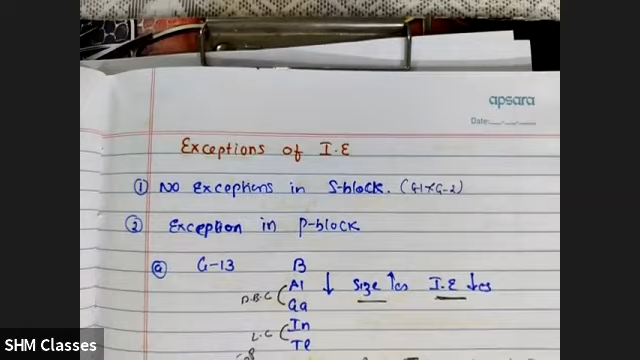 apsara
Date:
Exceptions of I.E
① No Exceptions in S-block. (G-1 & G-2)
② Exception in p-block
ⓐ G-13 B
D.B.C ( Al ↓ Size ↑es I.E ↓es
Ga
L.C ( In
Tl
SHM Classes